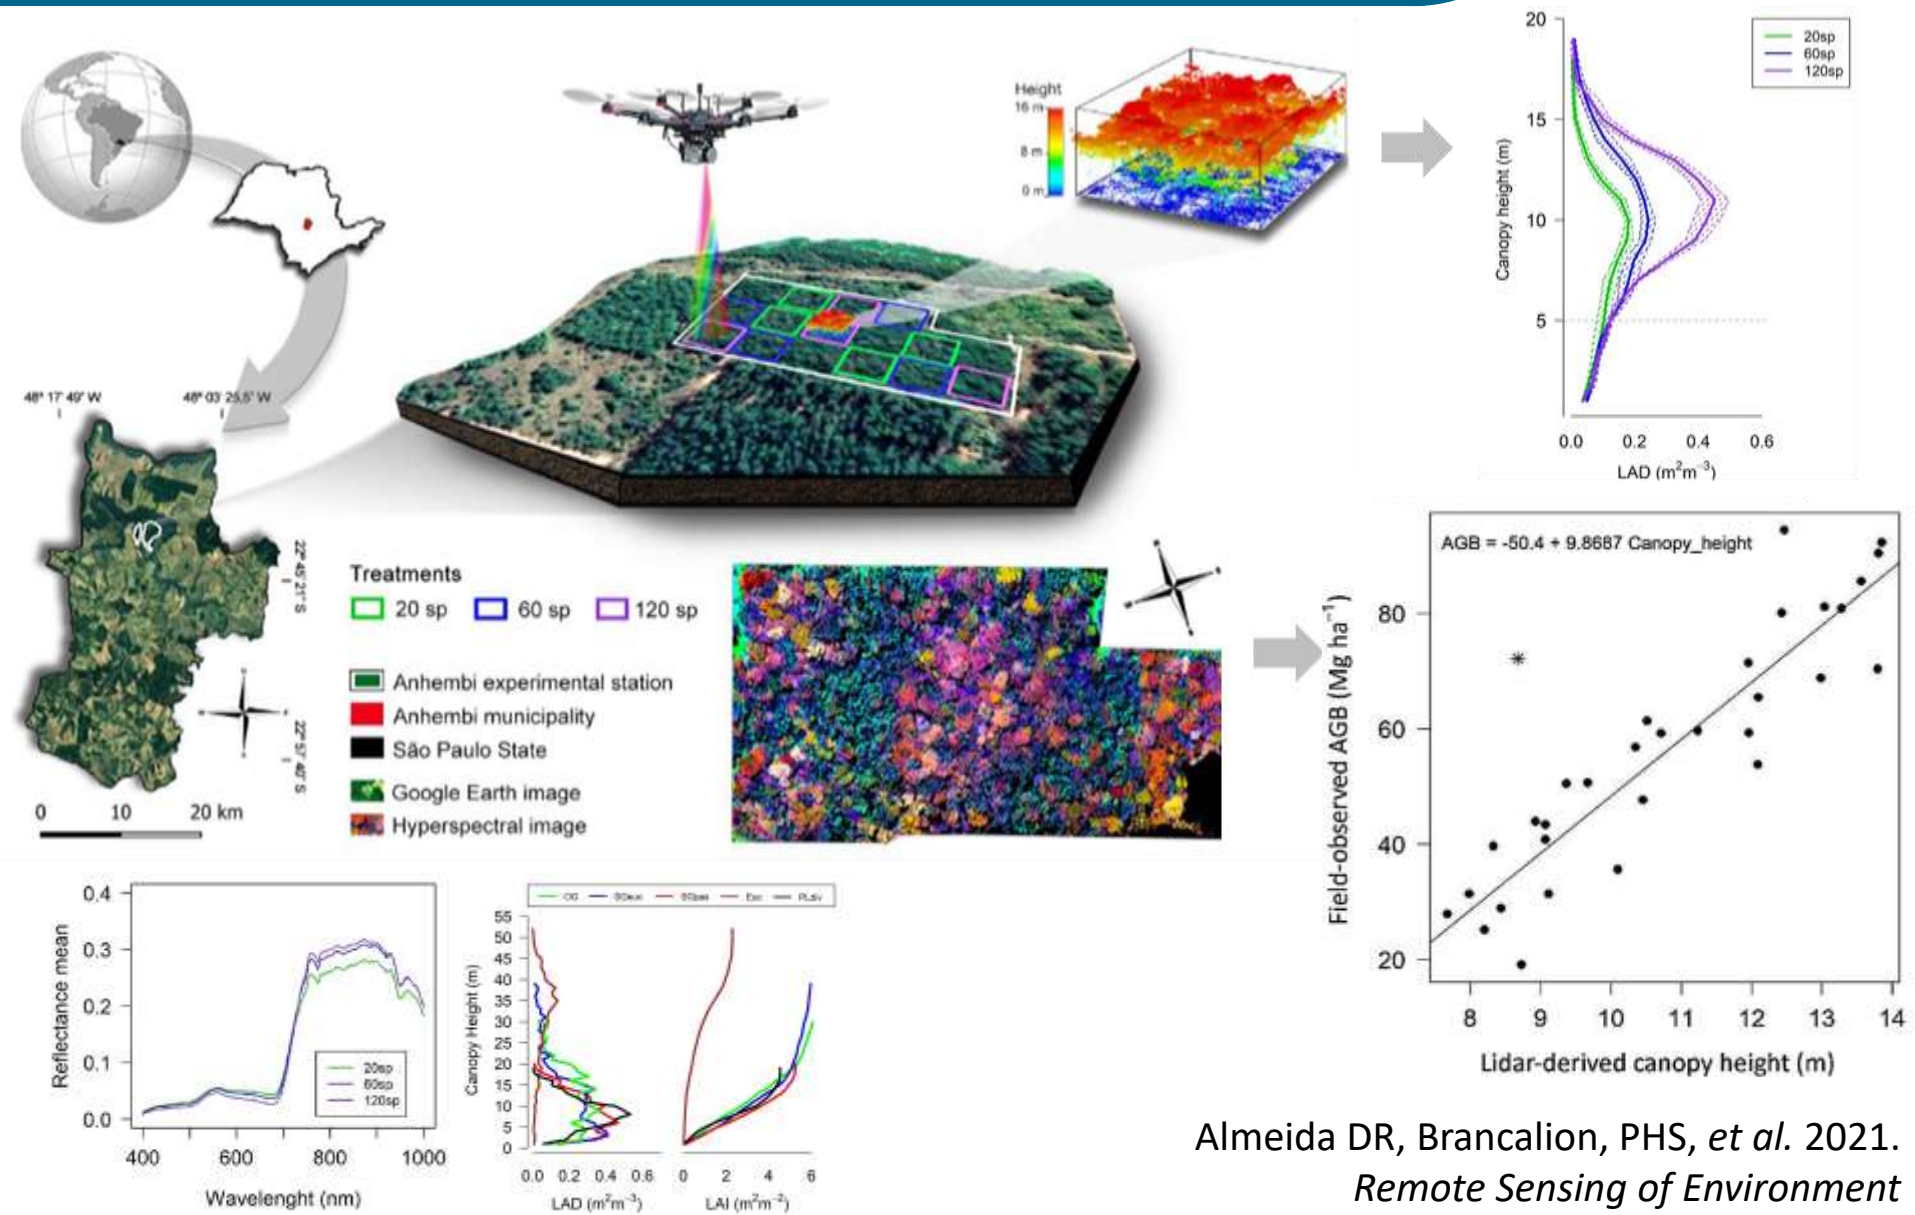 48º 17' 49" W
48º 03' 25,5" W
22º 45' 21" S
22º 57' 40" S
0 10 20 km
Height
16 m
8 m
0 m
Treatments
20 sp 60 sp 120 sp
Anhembi experimental station
Anhembi municipality
São Paulo State
Google Earth image
Hyperspectral image
20sp
60sp
120sp
20
15
10
5
Canopy height (m)
0.0 0.2 0.4 0.6
LAD (m²m⁻³)
AGB = -50.4 + 9.8687 Canopy_height
Field-observed AGB (Mg ha⁻¹)
80
60
40
20
8 9 10 11 12 13 14
Lidar-derived canopy height (m)
Reflectance mean
0.4
0.3
0.2
0.1
0.0
20sp
60sp
120sp
400 600 800 1000
Wavelenght (nm)
OG
Canopy Height (m)
55
50
45
40
35
30
25
20
15
10
5
0
0.0 0.2 0.4 0.6
LAD (m²m⁻³)
0 2 4 6
LAI (m²m⁻²)
Almeida DR, Brancalion, PHS, et al. 2021.
Remote Sensing of Environment